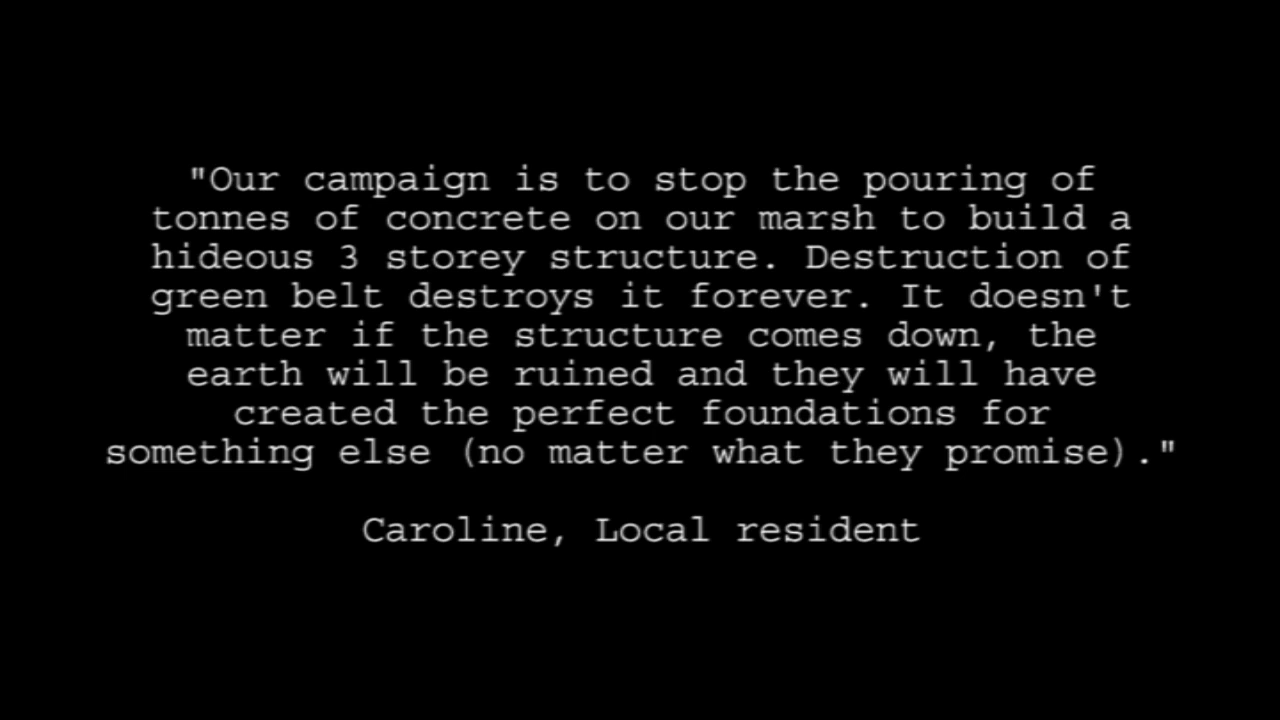 "Our campaign is to stop the pouring of
tonnes of concrete on our marsh to build a
hideous 3 storey structure. Destruction of
green belt destroys it forever. It doesn't
matter if the structure comes down, the
earth will be ruined and they will have
created the perfect foundations for
something else (no matter what they promise)."
Caroline, Local resident